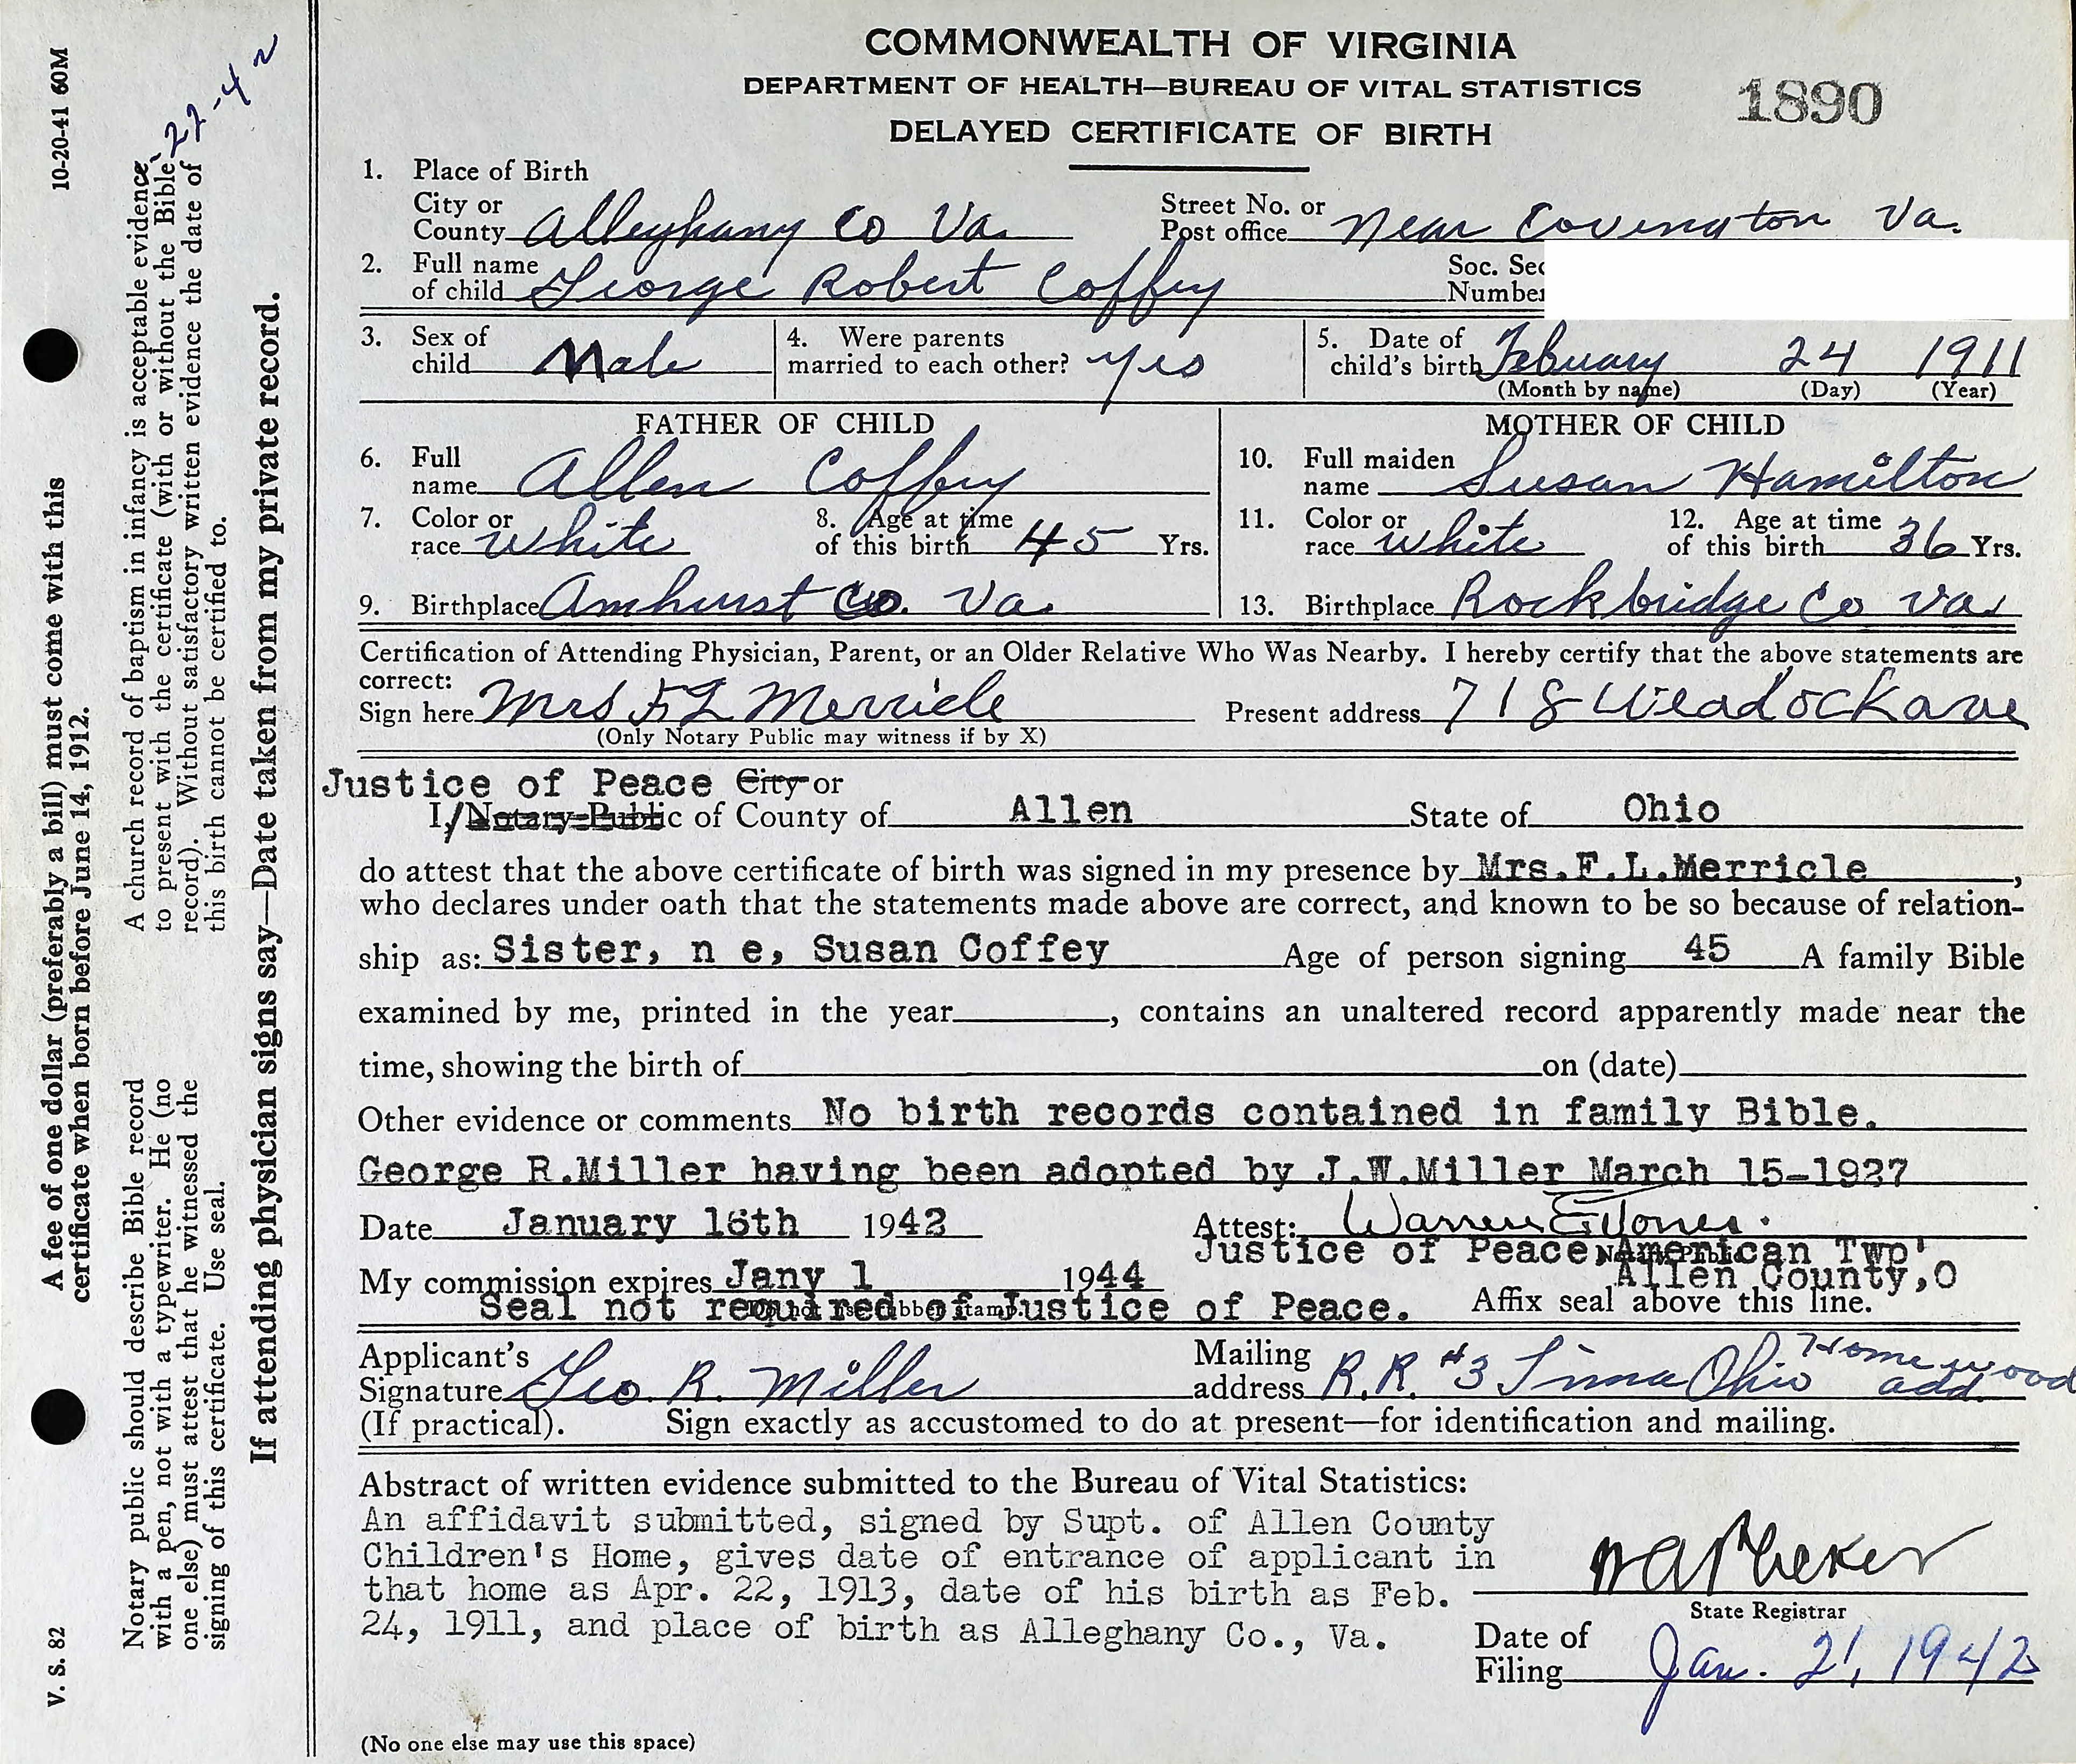 COMMONWEALTH OF VIRGINIA
DEPARTMENT OF HEALTH—BUREAU OF VITAL STATISTICS
1890
DELAYED CERTIFICATE OF BIRTH
1. Place of Birth
City or County Alleghany Co Va. Street No. or Post office Near Covington Va.
2. Full name of child George Robert Coffey Soc. Sec Number
3. Sex of child Male 4. Were parents married to each other? yes 5. Date of child's birth February 24 1911
(Month by name) (Day) (Year)
FATHER OF CHILD MOTHER OF CHILD
6. Full name Allen Coffey 10. Full maiden name Susan Hamilton
7. Color or race White 8. Age at time of this birth 45 Yrs. 11. Color or race White 12. Age at time of this birth 36 Yrs.
9. Birthplace Amhurst Co. Va. 13. Birthplace Rockbridge Co Va
Certification of Attending Physician, Parent, or an Older Relative Who Was Nearby. I hereby certify that the above statements are
correct:
Sign here Mrs F L Merricle Present address 718 Weadock ave
(Only Notary Public may witness if by X)
Justice of Peace City or
I,/Notary Public of County of Allen State of Ohio
do attest that the above certificate of birth was signed in my presence by Mrs.F.L.Merricle,
who declares under oath that the statements made above are correct, and known to be so because of relation-
ship as: Sister, n e, Susan Coffey Age of person signing 45 A family Bible
examined by me, printed in the year , contains an unaltered record apparently made near the
time, showing the birth of on (date)
Other evidence or comments No birth records contained in family Bible.
George R.Miller having been adopted by J.W.Miller March 15-1927
Date January 16th 1942 Attest: Warren E Jones.
Justice of Peace, American Twp'
Notary Public
My commission expires Jany 1 1944 Allen County,O
Seal not required of Justice of Peace. Affix seal above this line.
Applicant's Signature Geo R. Miller Mailing address R.R. #3 Lima Ohio Homewood add.
(If practical). Sign exactly as accustomed to do at present—for identification and mailing.
Abstract of written evidence submitted to the Bureau of Vital Statistics:
An affidavit submitted, signed by Supt. of Allen County
Children's Home, gives date of entrance of applicant in
that home as Apr. 22, 1913, date of his birth as Feb.
24, 1911, and place of birth as Alleghany Co., Va.
State Registrar
Date of Filing Jan. 21, 1942
(No one else may use this space)
V. S. 82
10-20-41 60M
A fee of one dollar (preferably a bill) must come with this
certificate when born before June 14, 1912.
Notary public should describe Bible record
with a pen, not with a typewriter. He (no
one else) must attest that he witnessed the
signing of this certificate. Use seal.
A church record of baptism in infancy is acceptable evidence
to present with the certificate (with or without the Bible
record). Without satisfactory written evidence the date of
this birth cannot be certified to.
If attending physician signs say—Date taken from my private record.